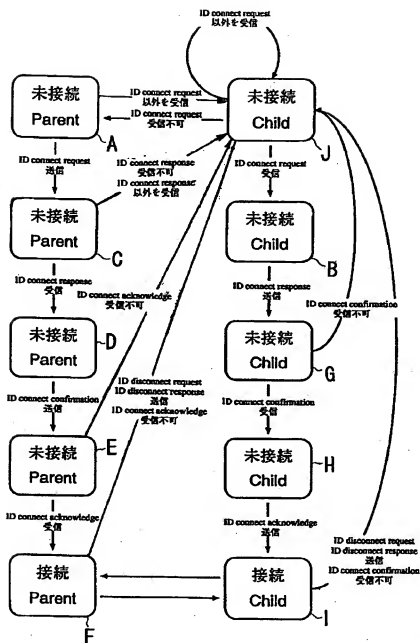 ID connect request
以外を受信
未接続
Parent
A
ID connect request
以外を受信
ID connect request
受信不可
未接続
Child
J
ID connect request
送信
ID connect response
受信不可
ID connect response
以外を受信
ID connect request
受信
未接続
Parent
C
未接続
Child
B
ID connect response
受信
ID connect acknowledge
受信不可
ID connect response
送信
ID connect confirmation
受信不可
未接続
Parent
D
未接続
Child
G
ID connect confirmation
送信
ID disconnect request
ID disconnect response
送信
ID connect acknowledge
受信不可
ID connect confirmation
受信
未接続
Parent
E
未接続
Child
H
ID connect acknowledge
受信
ID connect acknowledge
送信
ID disconnect request
ID disconnect response
送信
ID connect confirmation
受信不可
接続
Parent
F
接続
Child
I